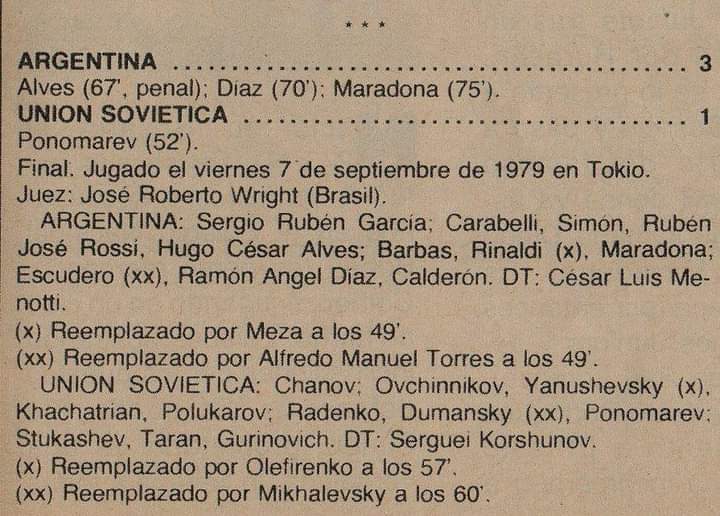 * * *
ARGENTINA ............................................ 3
Alves (67', penal); Díaz (70'); Maradona (75').
UNION SOVIETICA ...................................... 1
Ponomarev (52').
Final. Jugado el viernes 7 de septiembre de 1979 en Tokio.
Juez: José Roberto Wright (Brasil).
ARGENTINA: Sergio Rubén García; Carabelli, Simón, Rubén
José Rossi, Hugo César Alves; Barbas, Rinaldi (x), Maradona;
Escudero (xx), Ramón Angel Díaz, Calderón. DT: César Luis Me-
notti.
(x) Reemplazado por Meza a los 49'.
(xx) Reemplazado por Alfredo Manuel Torres a los 49'.
UNION SOVIETICA: Chanov; Ovchinnikov, Yanushevsky (x),
Khachatrian, Polukarov; Radenko, Dumansky (xx), Ponomarev;
Stukashev, Taran, Gurinovich. DT: Serguei Korshunov.
(x) Reemplazado por Olefirenko a los 57'.
(xx) Reemplazado por Mikhalevsky a los 60'.